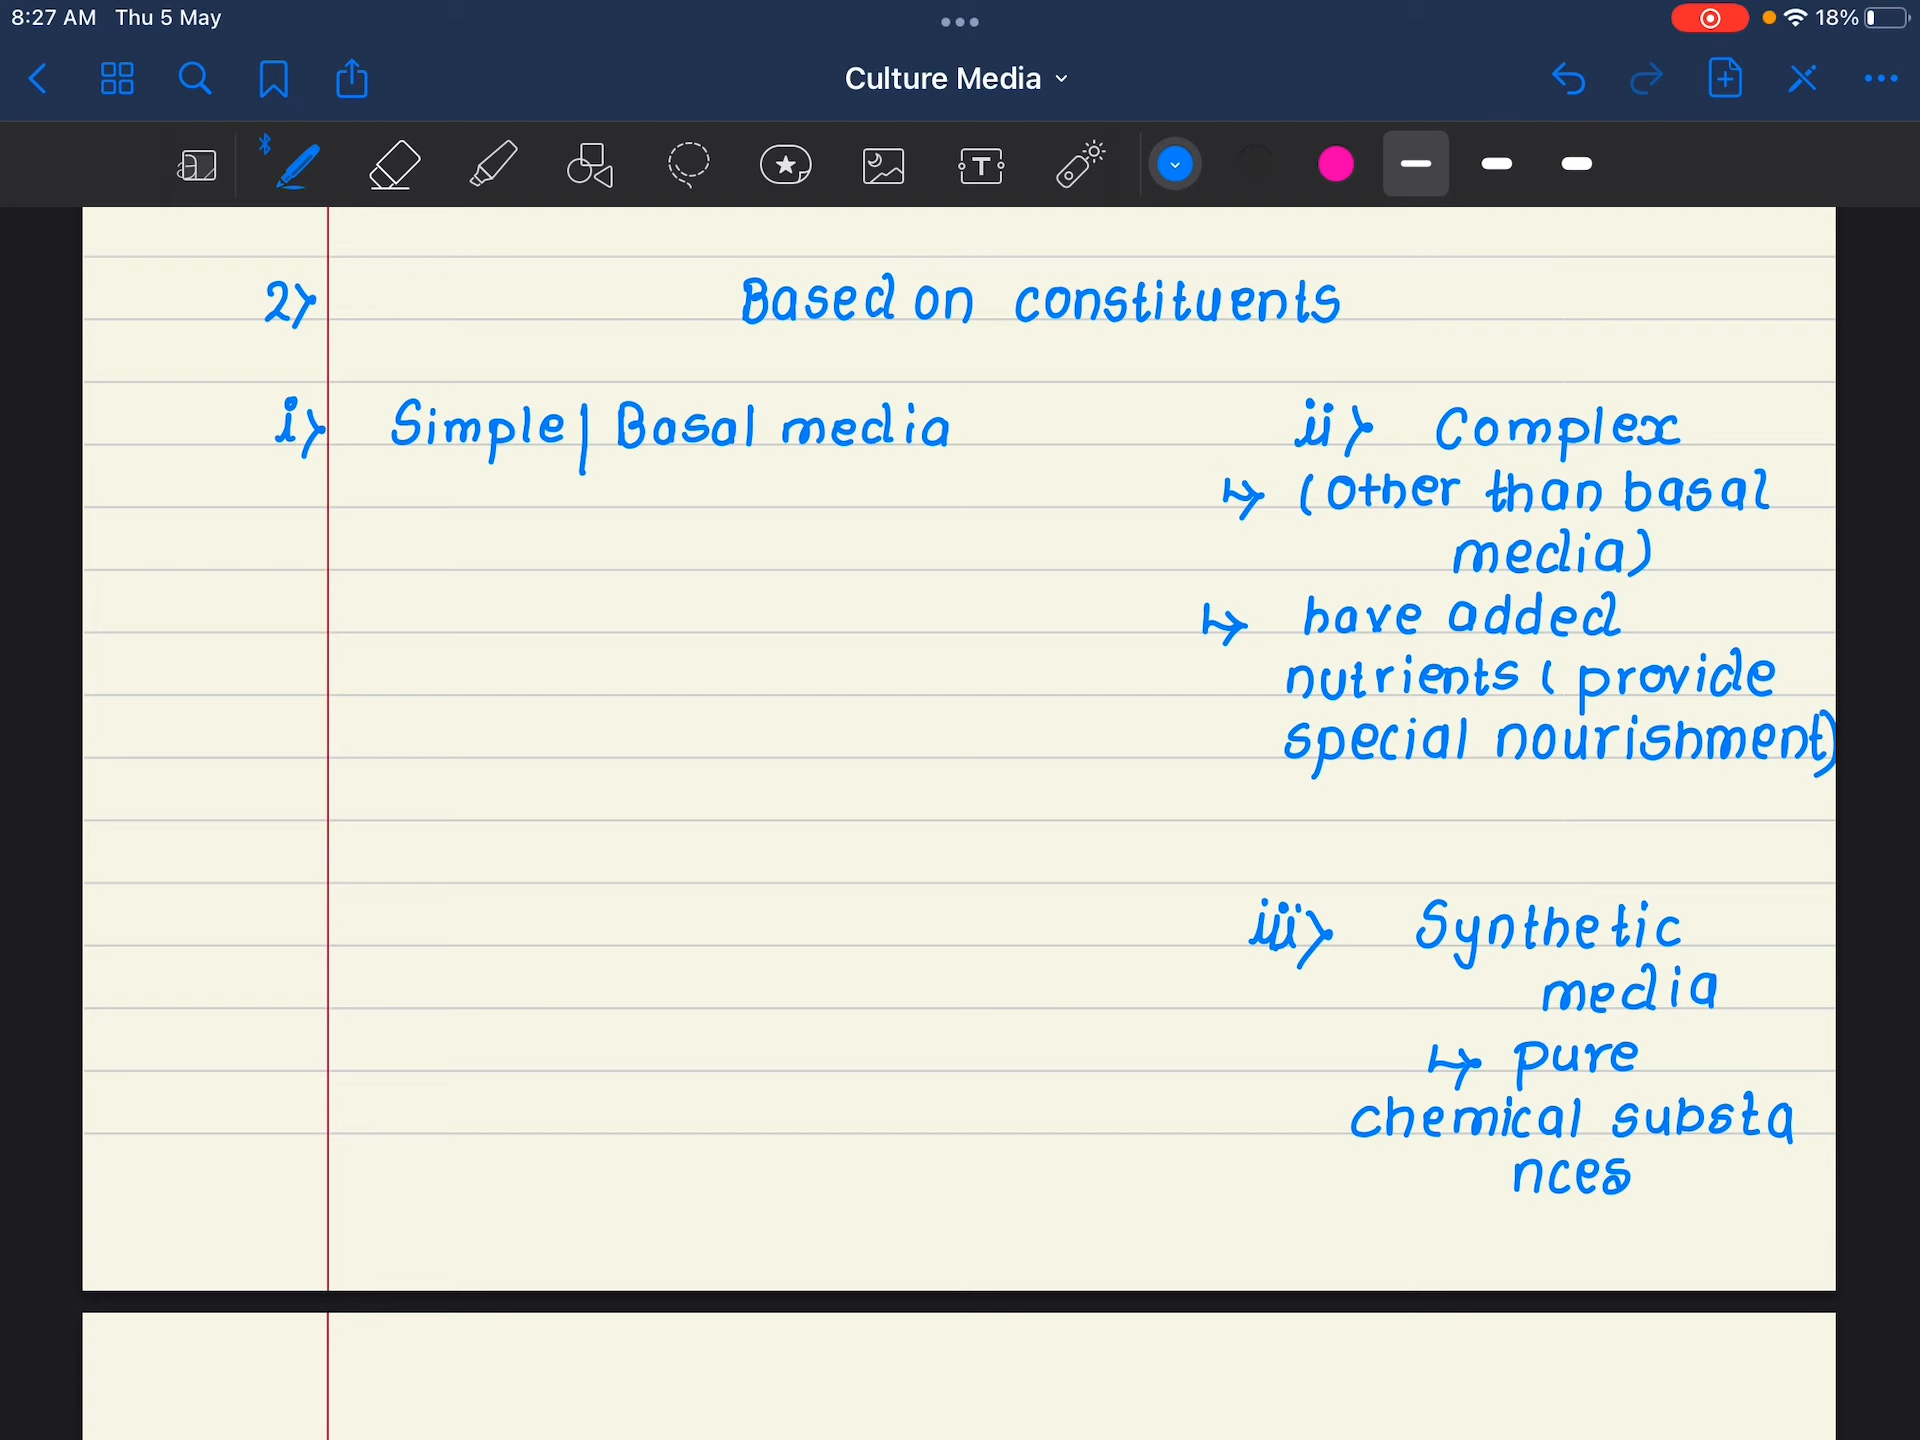 8:27 AM Thu 5 May
18%
Culture Media
T
2)
Based on constituents
i) Simple | Basal media
ii) Complex
↳ (Other than basal
media)
↳ have added
nutrients ( provide
special nourishment)
iii) Synthetic
media
↳ pure
chemical substa
nces